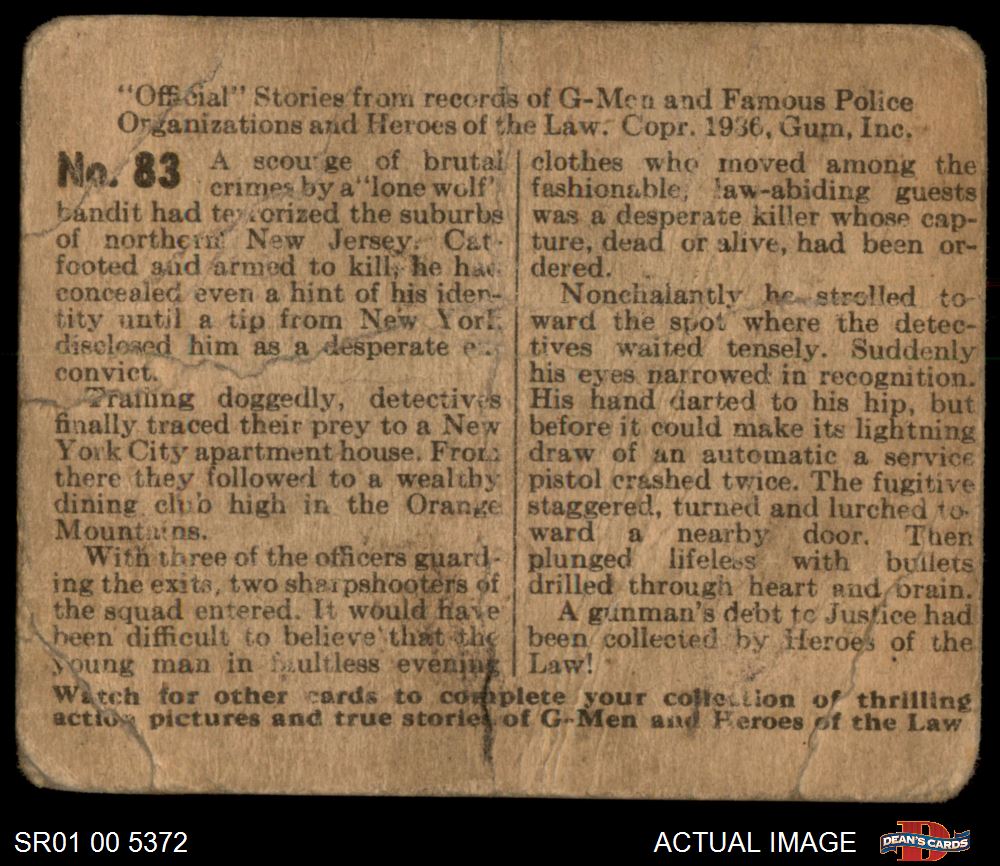 "Official" Stories from records of G-Men and Famous Police
Organizations and Heroes of the Law. Copr. 1936, Gum, Inc.
No. 83 A scourge of brutal
crimes by a "lone wolf"
bandit had terrorized the suburbs
of northern New Jersey. Cat-
footed and armed to kill, he had
concealed even a hint of his iden-
tity until a tip from New York
disclosed him as a desperate ex-
convict.
Trailing doggedly, detectives
finally traced their prey to a New
York City apartment house. From
there they followed to a wealthy
dining club high in the Orange
Mountains.
With three of the officers guard-
ing the exits, two sharpshooters of
the squad entered. It would have
been difficult to believe that the
young man in faultless evening
clothes who moved among the
fashionable, law-abiding guests
was a desperate killer whose cap-
ture, dead or alive, had been or-
dered.
Nonchalantly he strolled to-
ward the spot where the detec-
tives waited tensely. Suddenly
his eyes narrowed in recognition.
His hand darted to his hip, but
before it could make its lightning
draw of an automatic a service
pistol crashed twice. The fugitive
staggered, turned and lurched to-
ward a nearby door. Then
plunged lifeless with bullets
drilled through heart and brain.
A gunman's debt to Justice had
been collected by Heroes of the
Law!
Watch for other cards to complete your collection of thrilling
action pictures and true stories of G-Men and Heroes of the Law
SR01 00 5372
ACTUAL IMAGE
DEAN'S CARDS